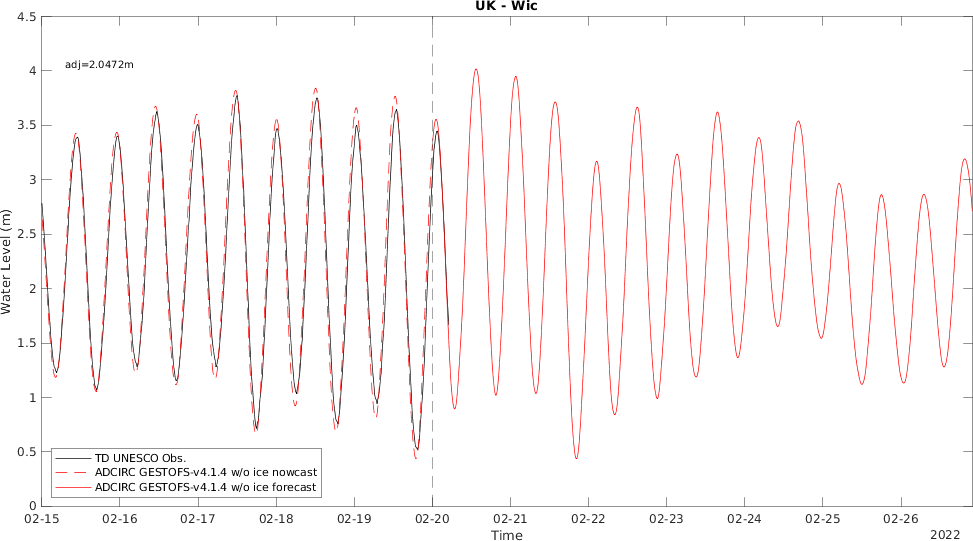 UK - Wic
4.5
4
3.5
3
2.5
2
1.5
1
0.5
0
Water Level (m)
adj=2.0472m
TD UNESCO Obs.
ADCIRC GESTOFS-v4.1.4 w/o ice nowcast
ADCIRC GESTOFS-v4.1.4 w/o ice forecast
02-15 02-16 02-17 02-18 02-19 02-20 02-21 02-22 02-23 02-24 02-25 02-26
Time
2022